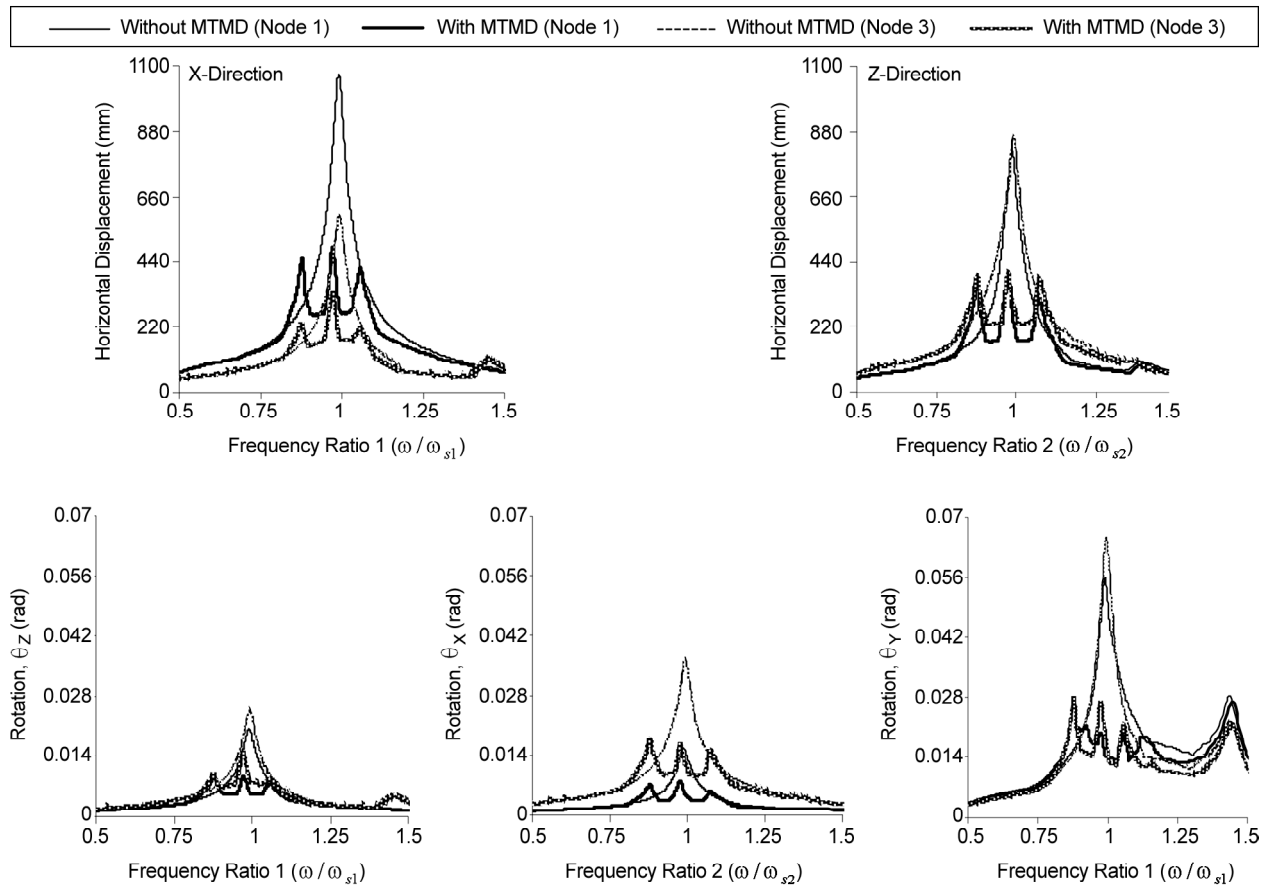 Without MTMD (Node 1) With MTMD (Node 1) Without MTMD (Node 3) With MTMD (Node 3)
X-Direction
Horizontal Displacement (mm)
1100
880
660
440
220
0
0.5 0.75 1 1.25 1.5
Frequency Ratio 1 (ω/ωs1)
Z-Direction
Horizontal Displacement (mm)
1100
880
660
440
220
0
0.5 0.75 1 1.25 1.5
Frequency Ratio 2 (ω/ωs2)
Rotation, θZ (rad)
0.07
0.056
0.042
0.028
0.014
0
0.5 0.75 1 1.25 1.5
Frequency Ratio 1 (ω/ωs1)
Rotation, θX (rad)
0.07
0.056
0.042
0.028
0.014
0
0.5 0.75 1 1.25 1.5
Frequency Ratio 2 (ω/ωs2)
Rotation, θY (rad)
0.07
0.056
0.042
0.028
0.014
0
0.5 0.75 1 1.25 1.5
Frequency Ratio 1 (ω/ωs1)